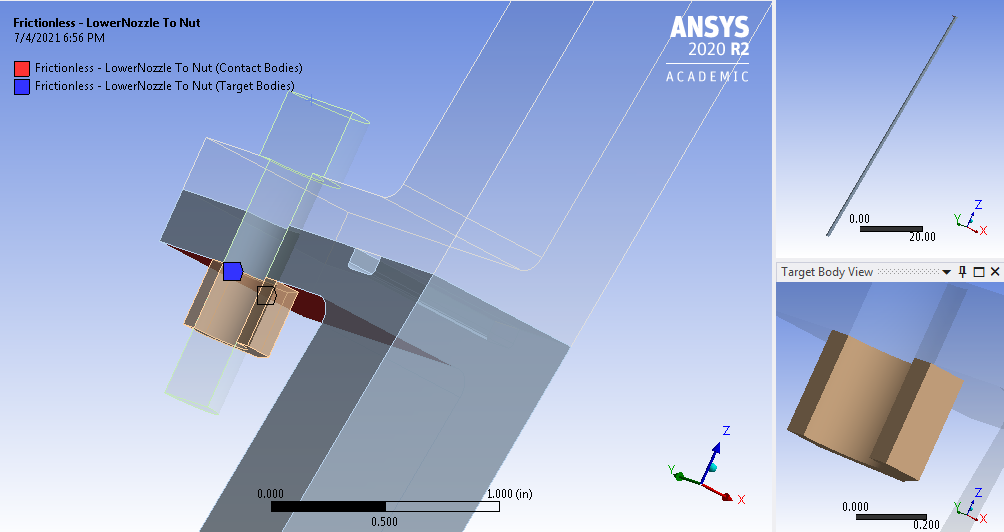 Frictionless - LowerNozzle To Nut
7/4/2021 6:56 PM
Frictionless - LowerNozzle To Nut (Contact Bodies)
Frictionless - LowerNozzle To Nut (Target Bodies)
ANSYS
2020 R2
ACADEMIC
0.000
1.000 (in)
0.500
Z
Y
X
0.00
20.00
Z
Y
X
Target Body View
0.000
0.200
Z
Y
X